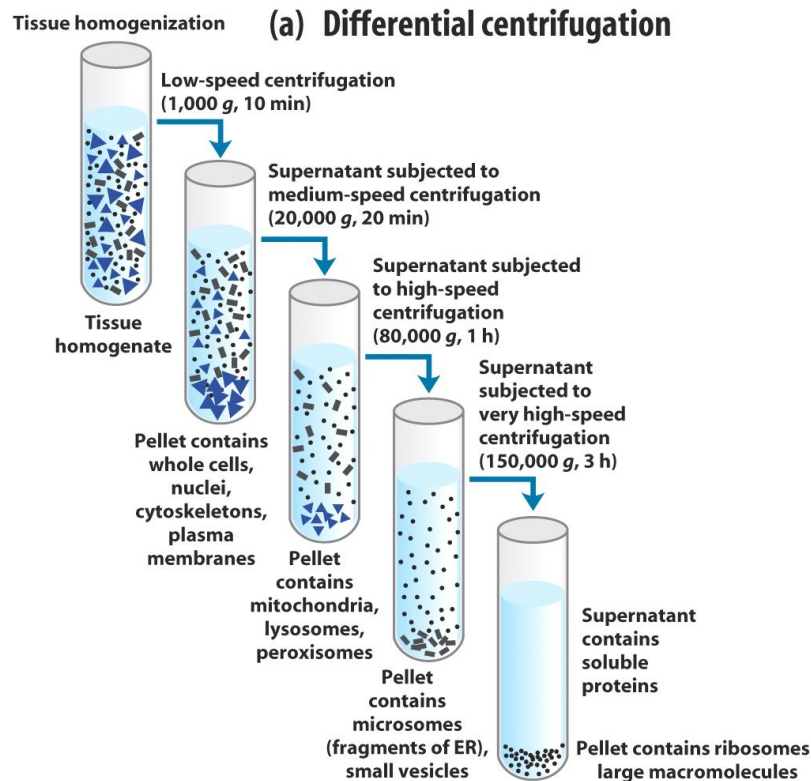 (a) Differential centrifugation
Tissue homogenization
Low-speed centrifugation
(1,000 g, 10 min)
Supernatant subjected to
medium-speed centrifugation
(20,000 g, 20 min)
Supernatant subjected
to high-speed
centrifugation
(80,000 g, 1 h)
Supernatant
subjected to
very high-speed
centrifugation
(150,000 g, 3 h)
Tissue
homogenate
Pellet contains
whole cells,
nuclei,
cytoskeletons,
plasma
membranes
Pellet
contains
mitochondria,
lysosomes,
peroxisomes
Pellet
contains
microsomes
(fragments of ER),
small vesicles
Supernatant
contains
soluble
proteins
Pellet contains ribosomes
large macromolecules